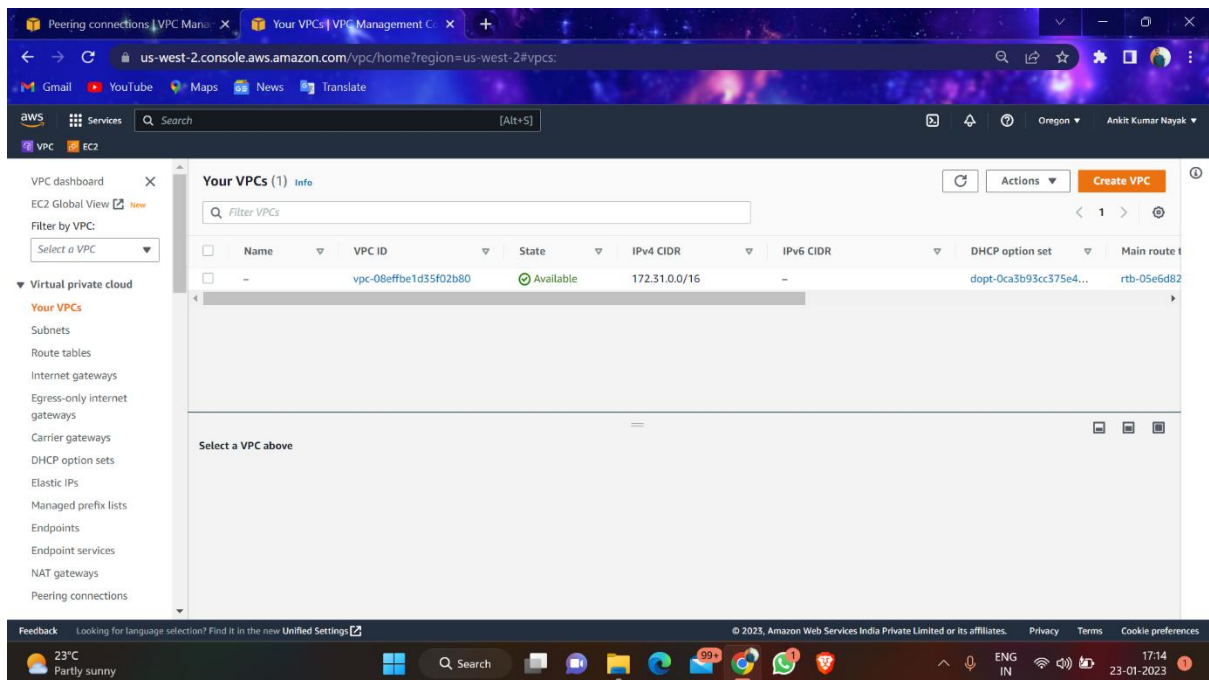 Peering connections | VPC Mana
Your VPCs | VPC Management Co
us-west-2.console.aws.amazon.com/vpc/home?region=us-west-2#vpcs:
Gmail YouTube Maps News Translate
aws Services Search [Alt+S] Oregon Ankit Kumar Nayak
VPC EC2
VPC dashboard
EC2 Global View New
Filter by VPC:
Select a VPC
Virtual private cloud
Your VPCs
Subnets
Route tables
Internet gateways
Egress-only internet
gateways
Carrier gateways
DHCP option sets
Elastic IPs
Managed prefix lists
Endpoints
Endpoint services
NAT gateways
Peering connections
Your VPCs (1) Info
Actions Create VPC
Filter VPCs
1
Name VPC ID State IPv4 CIDR IPv6 CIDR DHCP option set Main route t
– vpc-08effbe1d35f02b80 Available 172.31.0.0/16 – dopt-0ca3b93cc375e4... rtb-05e6d82
Select a VPC above
Feedback Looking for language selection? Find it in the new Unified Settings © 2023, Amazon Web Services India Private Limited or its affiliates. Privacy Terms Cookie preferences
23°C
Partly sunny
Search
99+
1
ENG
IN
17:14
23-01-2023
1